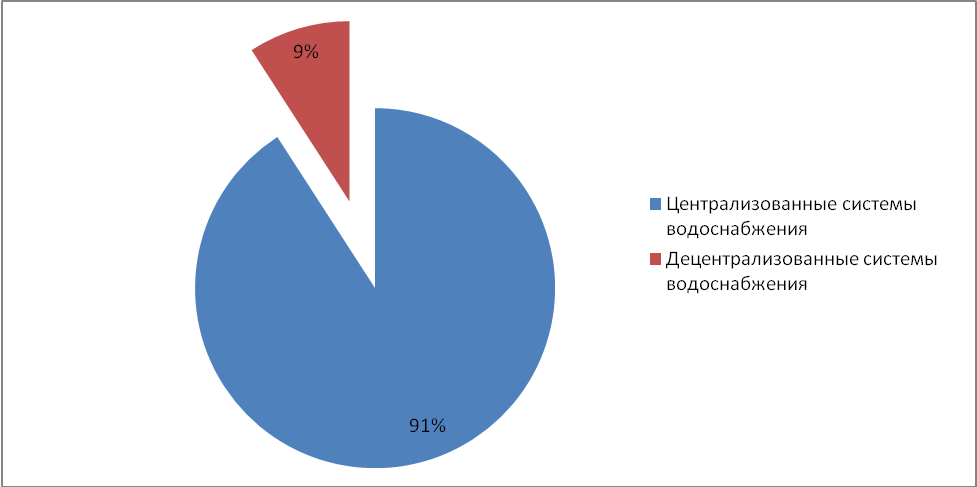 9%
91%
Централизованные системы
водоснабжения
Децентрализованные системы
водоснабжения